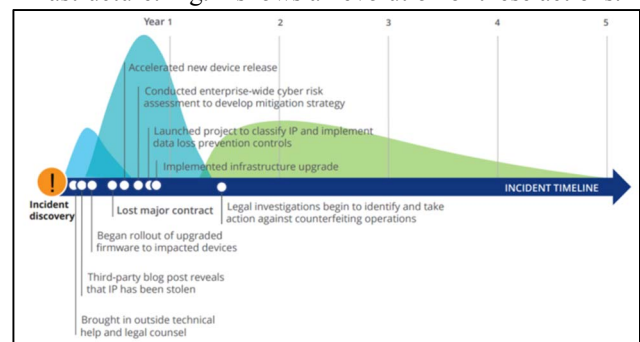 Year 1 2 3 4 5
Accelerated new device release
Conducted enterprise-wide cyber risk
assessment to develop mitigation strategy
Launched project to classify IP and implement
data loss prevention controls
Implemented infrastructure upgrade
!
INCIDENT TIMELINE
Incident
discovery
Lost major contract
Legal investigations begin to identify and take
action against counterfeiting operations
Began rollout of upgraded
firmware to impacted devices
Third-party blog post reveals
that IP has been stolen
Brought in outside technical
help and legal counsel